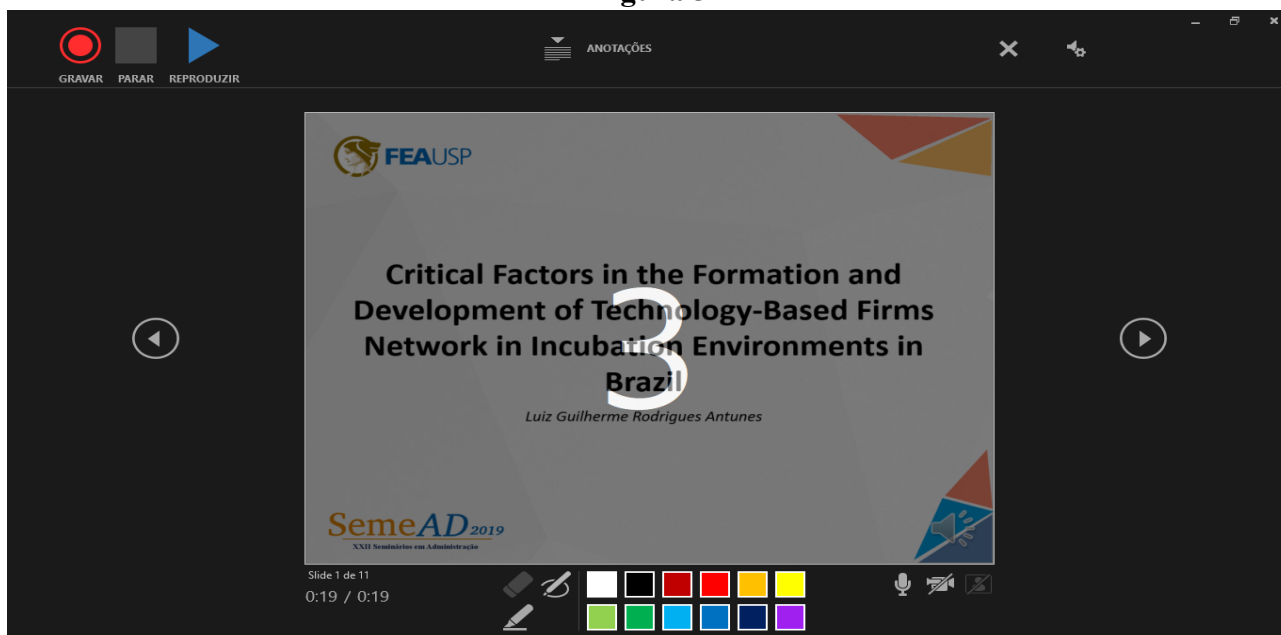 ANOTAÇÕES
GRAVAR PARAR REPRODUZIR
FEAUSP
Critical Factors in the Formation and
Development of Technology-Based Firms
Network in Incubation Environments in
Brazil
3
Luiz Guilherme Rodrigues Antunes
SemeAD 2019
XXII Seminários em Administração
Slide 1 de 11
0:19 / 0:19